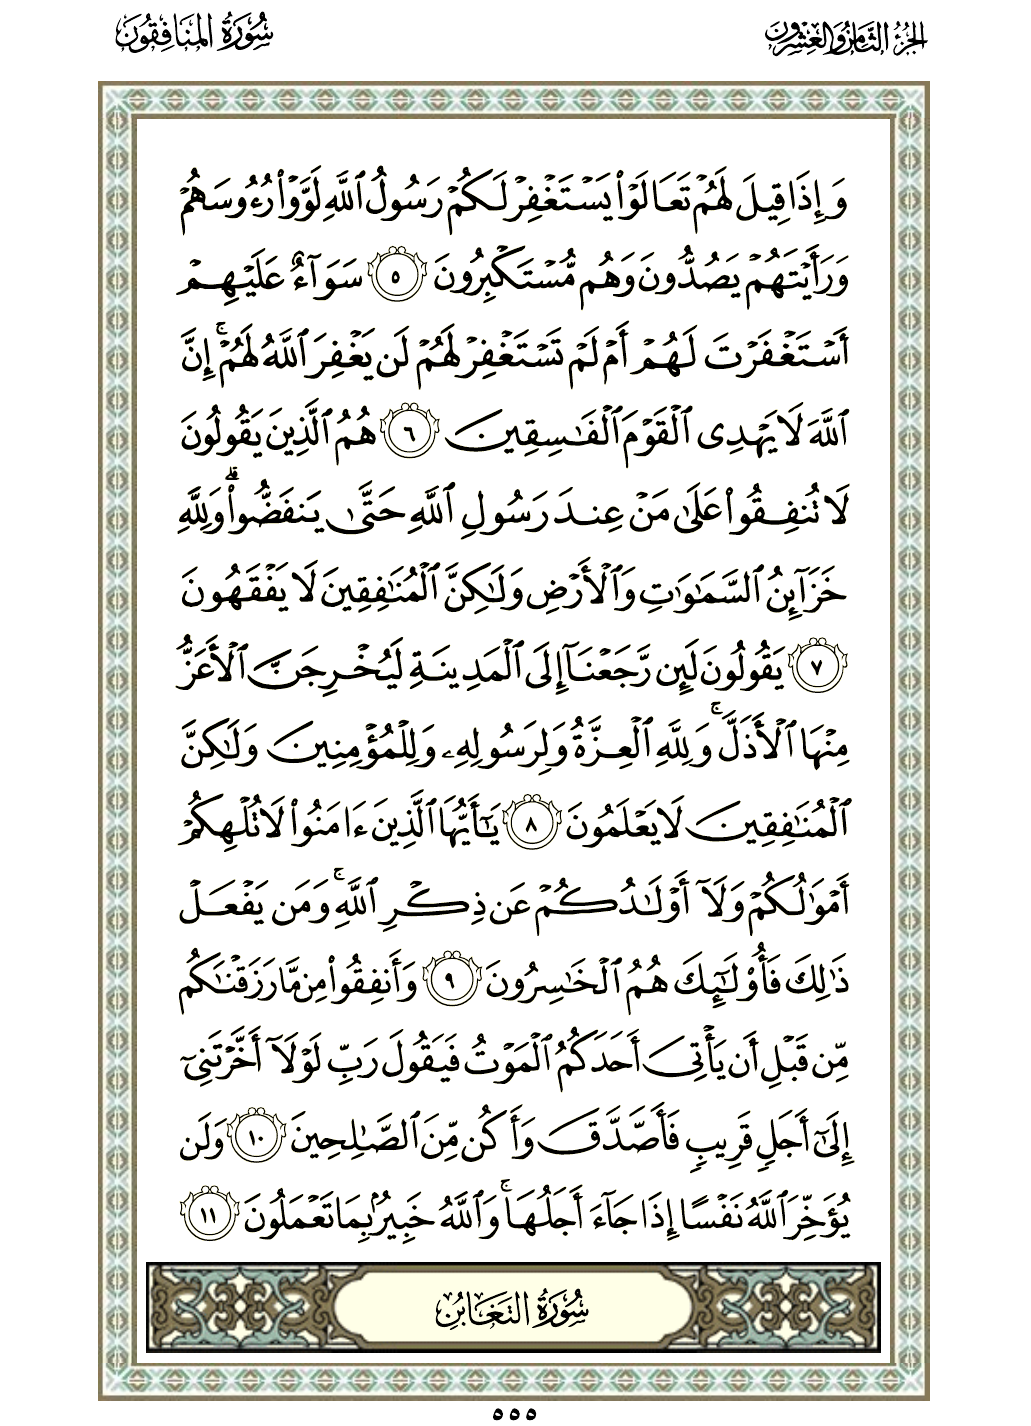 الجزء الثامن والعشرون
سورة المنافقون
وَإِذَا قِيلَ لَهُمْ تَعَالَوْا۟ يَسْتَغْفِرْ لَكُمْ رَسُولُ ٱللَّهِ لَوَّوْا۟ رُءُوسَهُمْ
وَرَأَيْتَهُمْ يَصُدُّونَ وَهُم مُّسْتَكْبِرُونَ ٥ سَوَآءٌ عَلَيْهِمْ
أَسْتَغْفَرْتَ لَهُمْ أَمْ لَمْ تَسْتَغْفِرْ لَهُمْ لَن يَغْفِرَ ٱللَّهُ لَهُمْ ۚ إِنَّ
ٱللَّهَ لَا يَهْدِى ٱلْقَوْمَ ٱلْفَـٰسِقِينَ ٦ هُمُ ٱلَّذِينَ يَقُولُونَ
لَا تُنفِقُوا۟ عَلَىٰ مَنْ عِندَ رَسُولِ ٱللَّهِ حَتَّىٰ يَنفَضُّوا۟ ۗ وَلِلَّهِ
خَزَآئِنُ ٱلسَّمَـٰوَٰتِ وَٱلْأَرْضِ وَلَـٰكِنَّ ٱلْمُنَـٰفِقِينَ لَا يَفْقَهُونَ
٧ يَقُولُونَ لَئِن رَّجَعْنَآ إِلَى ٱلْمَدِينَةِ لَيُخْرِجَنَّ ٱلْأَعَزُّ
مِنْهَا ٱلْأَذَلَّ ۚ وَلِلَّهِ ٱلْعِزَّةُ وَلِرَسُولِهِۦ وَلِلْمُؤْمِنِينَ وَلَـٰكِنَّ
ٱلْمُنَـٰفِقِينَ لَا يَعْلَمُونَ ٨ يَـٰٓأَيُّهَا ٱلَّذِينَ ءَامَنُوا۟ لَا تُلْهِكُمْ
أَمْوَٰلُكُمْ وَلَآ أَوْلَـٰدُكُمْ عَن ذِكْرِ ٱللَّهِ ۚ وَمَن يَفْعَلْ
ذَٰلِكَ فَأُو۟لَـٰٓئِكَ هُمُ ٱلْخَـٰسِرُونَ ٩ وَأَنفِقُوا۟ مِن مَّا رَزَقْنَـٰكُم
مِّن قَبْلِ أَن يَأْتِىَ أَحَدَكُمُ ٱلْمَوْتُ فَيَقُولَ رَبِّ لَوْلَآ أَخَّرْتَنِىٓ
إِلَىٰٓ أَجَلٍ قَرِيبٍ فَأَصَّدَّقَ وَأَكُن مِّنَ ٱلصَّـٰلِحِينَ ١٠ وَلَن
يُؤَخِّرَ ٱللَّهُ نَفْسًا إِذَا جَآءَ أَجَلُهَا ۚ وَٱللَّهُ خَبِيرٌۢ بِمَا تَعْمَلُونَ ١١
سُورَةُ التَّغَابُنِ
٥٥٥